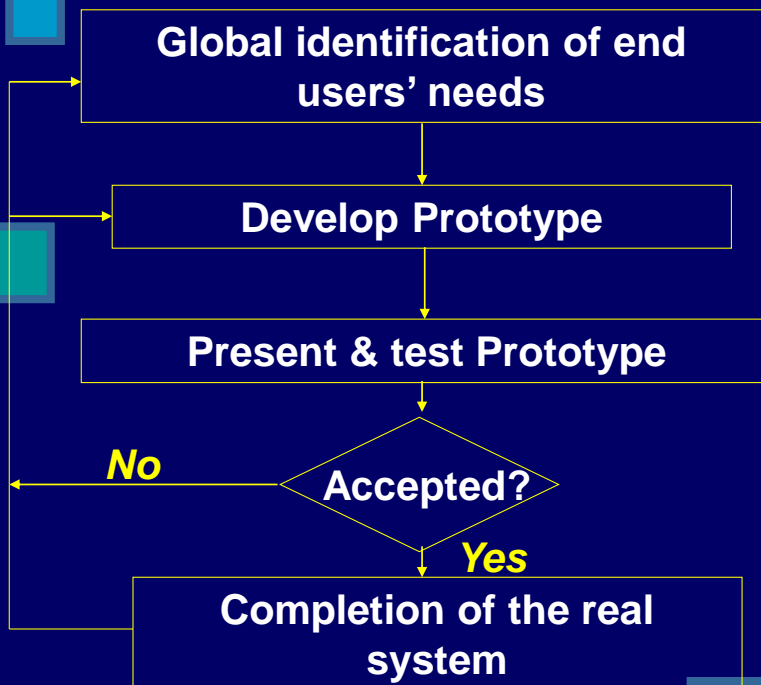 Global identification of end
users’ needs
Develop Prototype
Present & test Prototype
No
Accepted?
Yes
Completion of the real
system